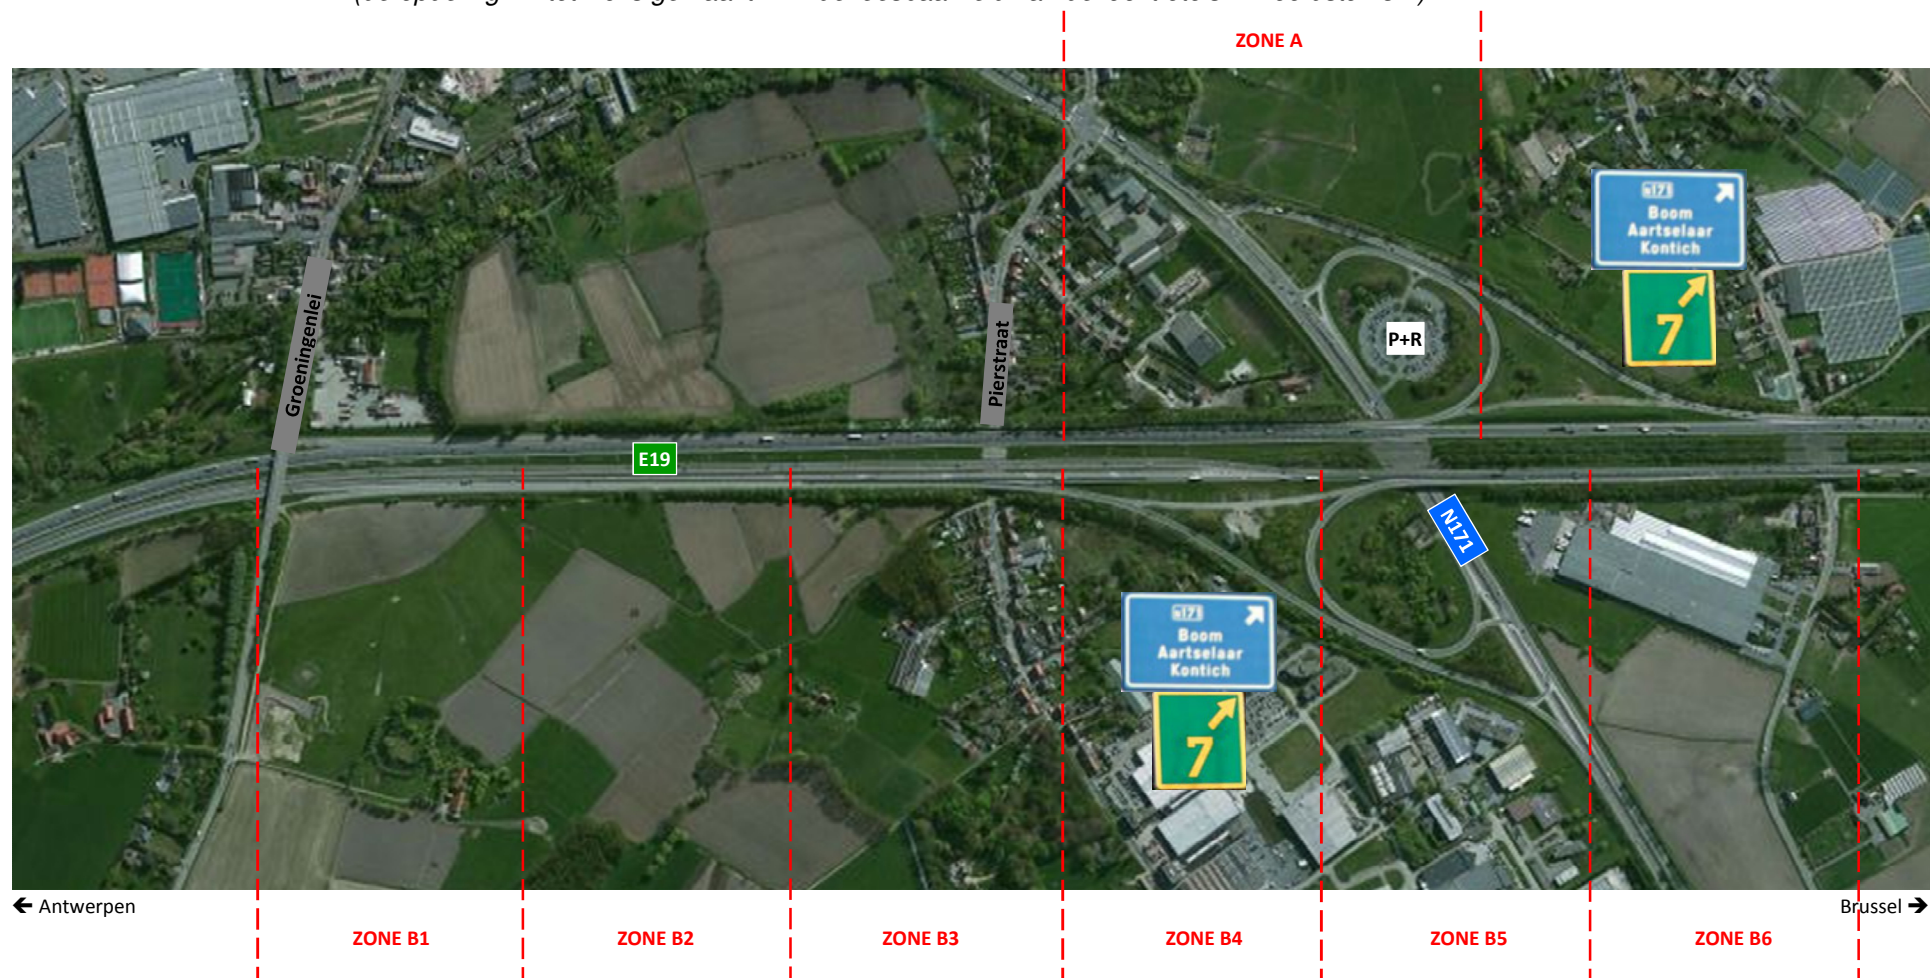 ZONE A
N171
Boom
Aartselaar
Kontich
7
P+R
Groeningenlei
Pierstraat
E19
N171
N171
Boom
Aartselaar
Kontich
7
← Antwerpen
Brussel →
ZONE B1
ZONE B2
ZONE B3
ZONE B4
ZONE B5
ZONE B6